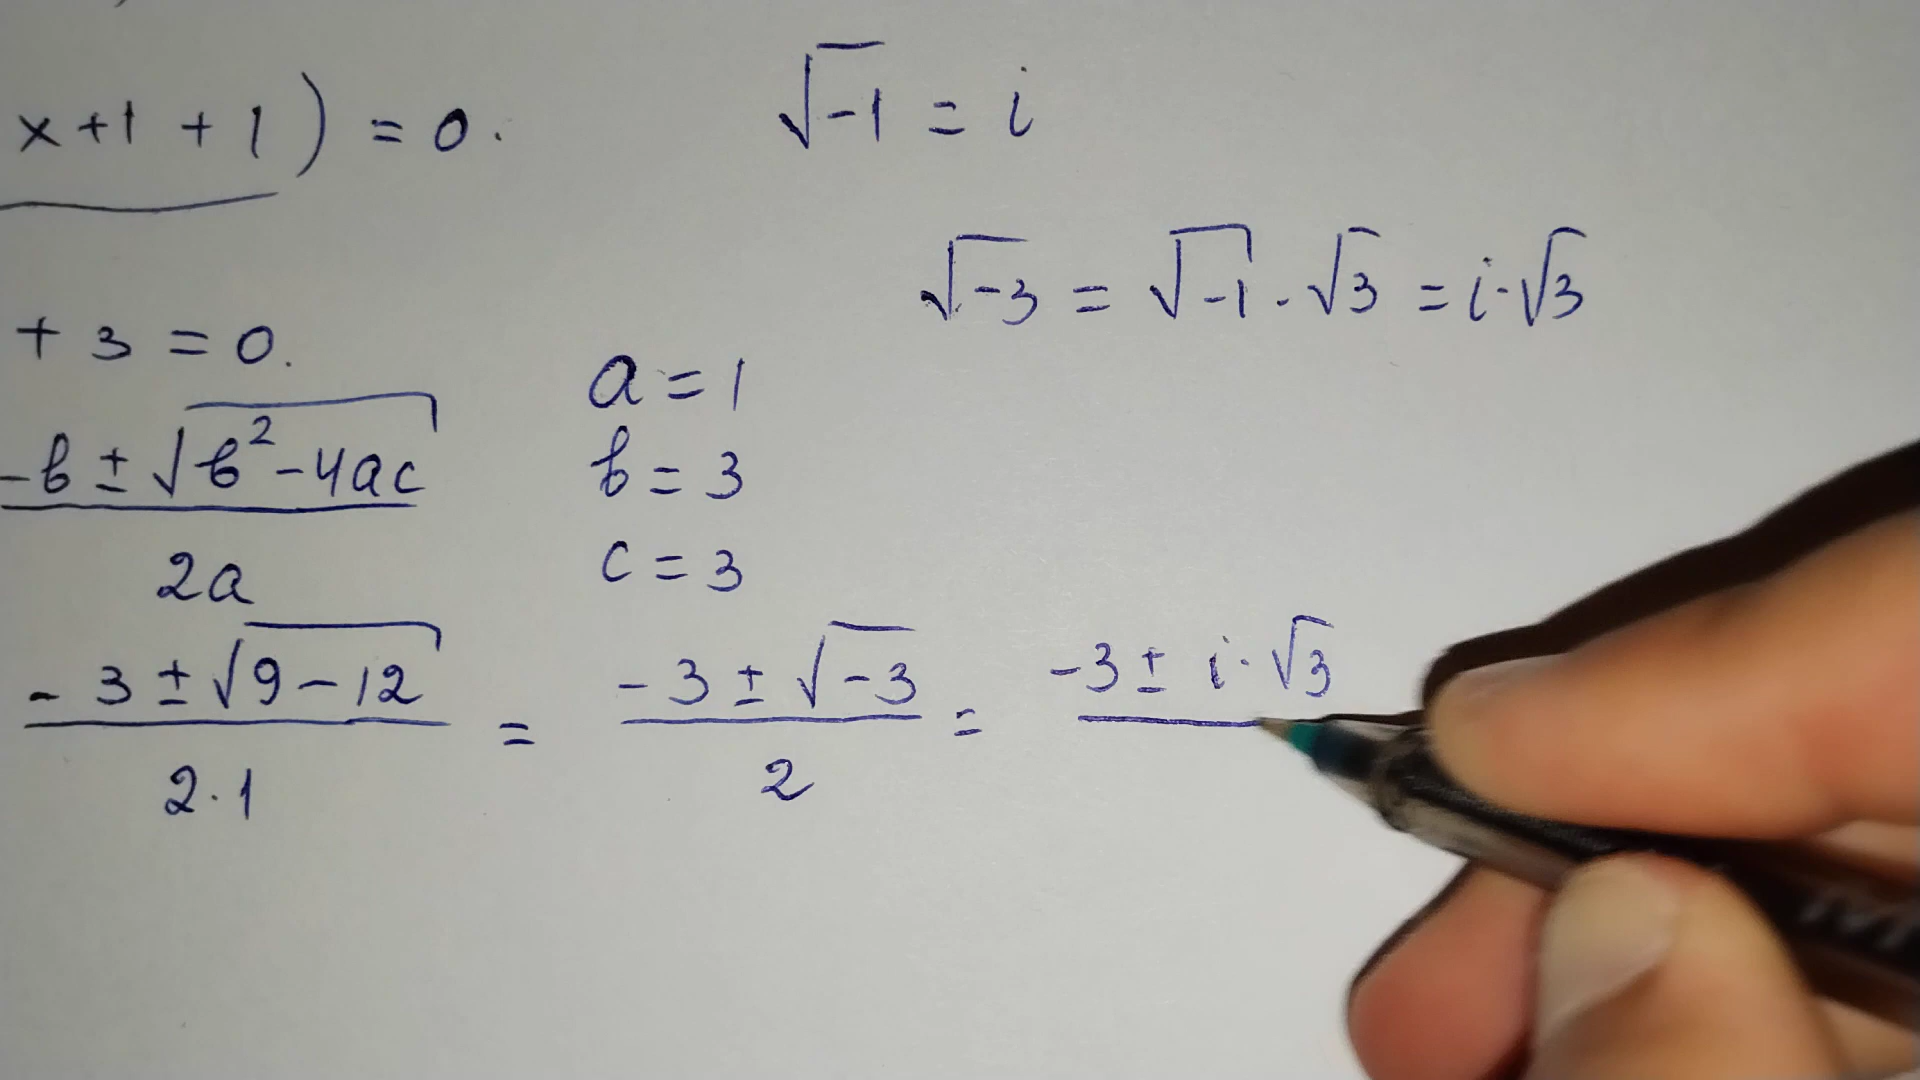 x+1+1) = 0.
√-1 = i
√-3 = √-1 · √3 = i·√3
+ 3 = 0.
a = 1
-b ± √b²-4ac
b = 3
2a
c = 3
- 3 ± √9-12 = - 3 ± √-3 = -3 ± i·√3
2·1 2